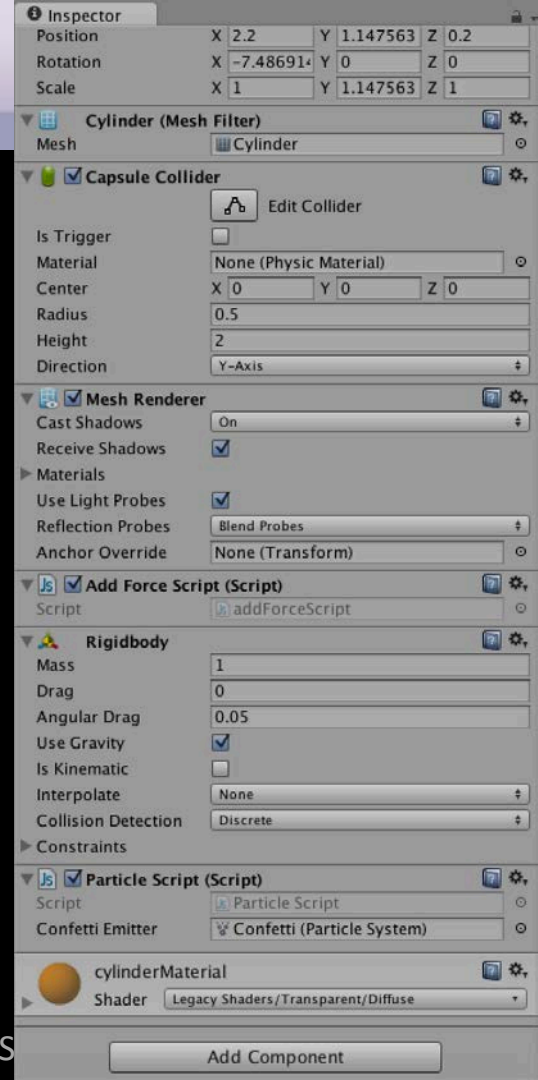 Inspector
Position X 2.2 Y 1.147563 Z 0.2
Rotation X -7.486914 Y 0 Z 0
Scale X 1 Y 1.147563 Z 1
Cylinder (Mesh Filter)
Mesh Cylinder
Capsule Collider
Edit Collider
Is Trigger
Material None (Physic Material)
Center X 0 Y 0 Z 0
Radius 0.5
Height 2
Direction Y-Axis
Mesh Renderer
Cast Shadows On
Receive Shadows
Materials
Use Light Probes
Reflection Probes Blend Probes
Anchor Override None (Transform)
JS Add Force Script (Script)
Script addForceScript
Rigidbody
Mass 1
Drag 0
Angular Drag 0.05
Use Gravity
Is Kinematic
Interpolate None
Collision Detection Discrete
Constraints
JS Particle Script (Script)
Script Particle Script
Confetti Emitter Confetti (Particle System)
cylinderMaterial
Shader Legacy Shaders/Transparent/Diffuse
S
Add Component